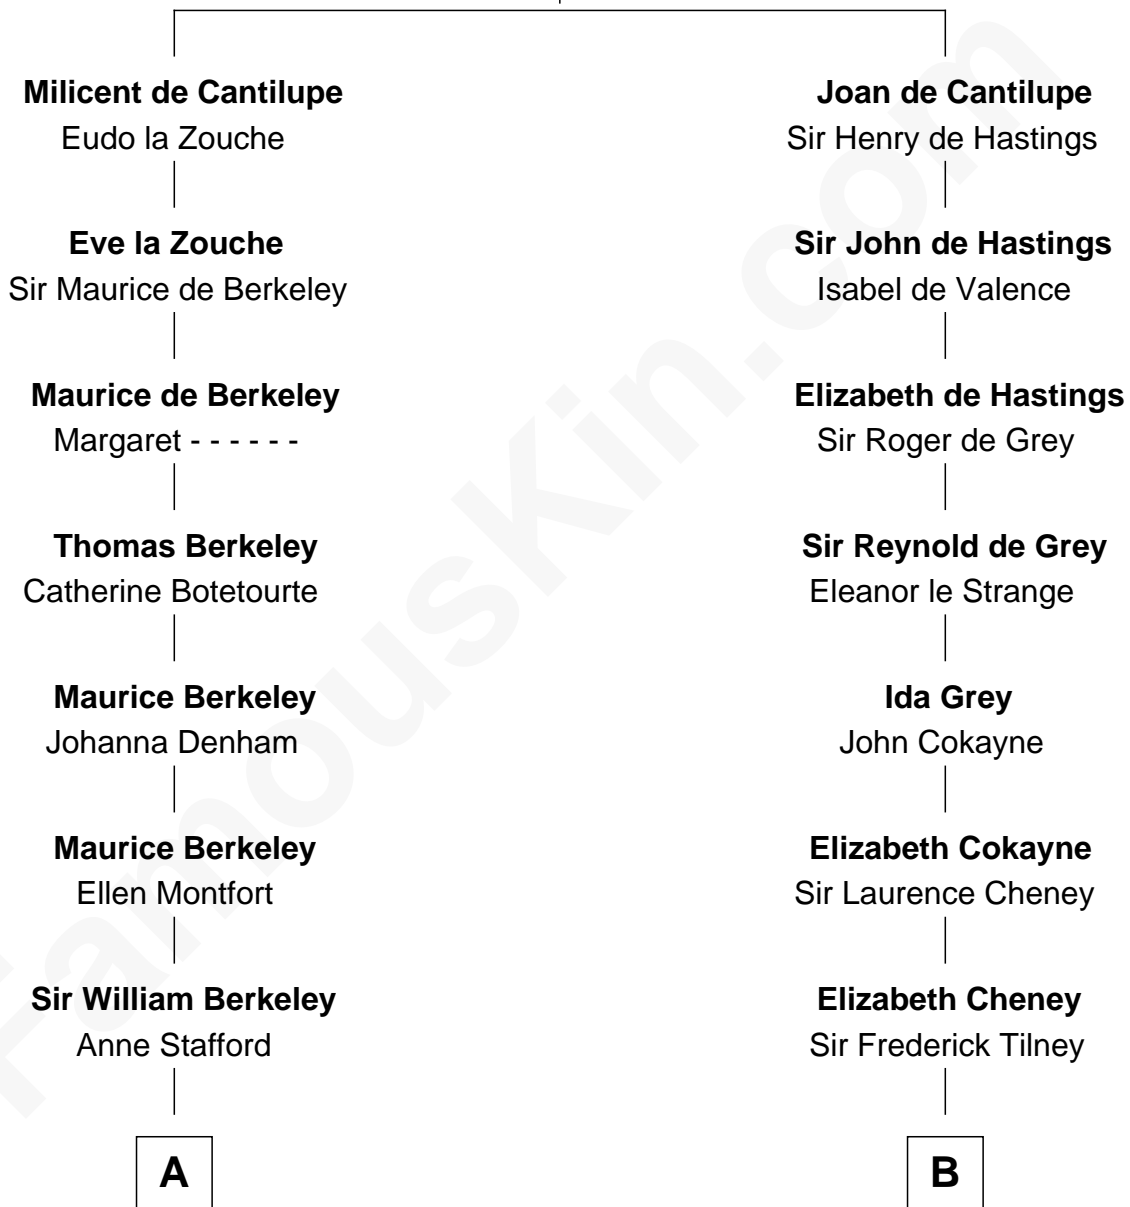 Milicent de Cantilupe
Eudo la Zouche
Eve la Zouche
Sir Maurice de Berkeley
Maurice de Berkeley
Margaret - - - - - -
Thomas Berkeley
Catherine Botetourte
Maurice Berkeley
Johanna Denham
Maurice Berkeley
Ellen Montfort
Sir William Berkeley
Anne Stafford
A
Joan de Cantilupe
Sir Henry de Hastings
Sir John de Hastings
Isabel de Valence
Elizabeth de Hastings
Sir Roger de Grey
Sir Reynold de Grey
Eleanor le Strange
Ida Grey
John Cokayne
Elizabeth Cokayne
Sir Laurence Cheney
Elizabeth Cheney
Sir Frederick Tilney
B
FamousKin.com